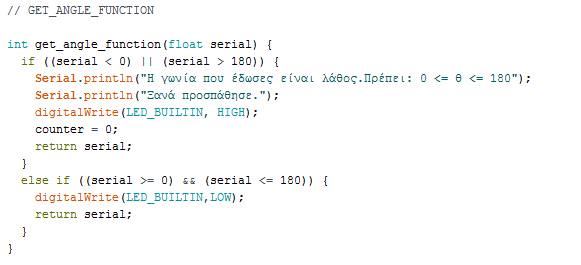 // GET_ANGLE_FUNCTION
int get_angle_function(float serial) {
if ((serial < 0) || (serial > 180)) {
Serial.println("Η γωνία που έδωσες είναι λάθος.Πρέπει: 0 <= θ <= 180");
Serial.println("Ξανά προσπάθησε.");
digitalWrite(LED_BUILTIN, HIGH);
counter = 0;
return serial;
}
else if ((serial >= 0) && (serial <= 180)) {
digitalWrite(LED_BUILTIN,LOW);
return serial;
}
}